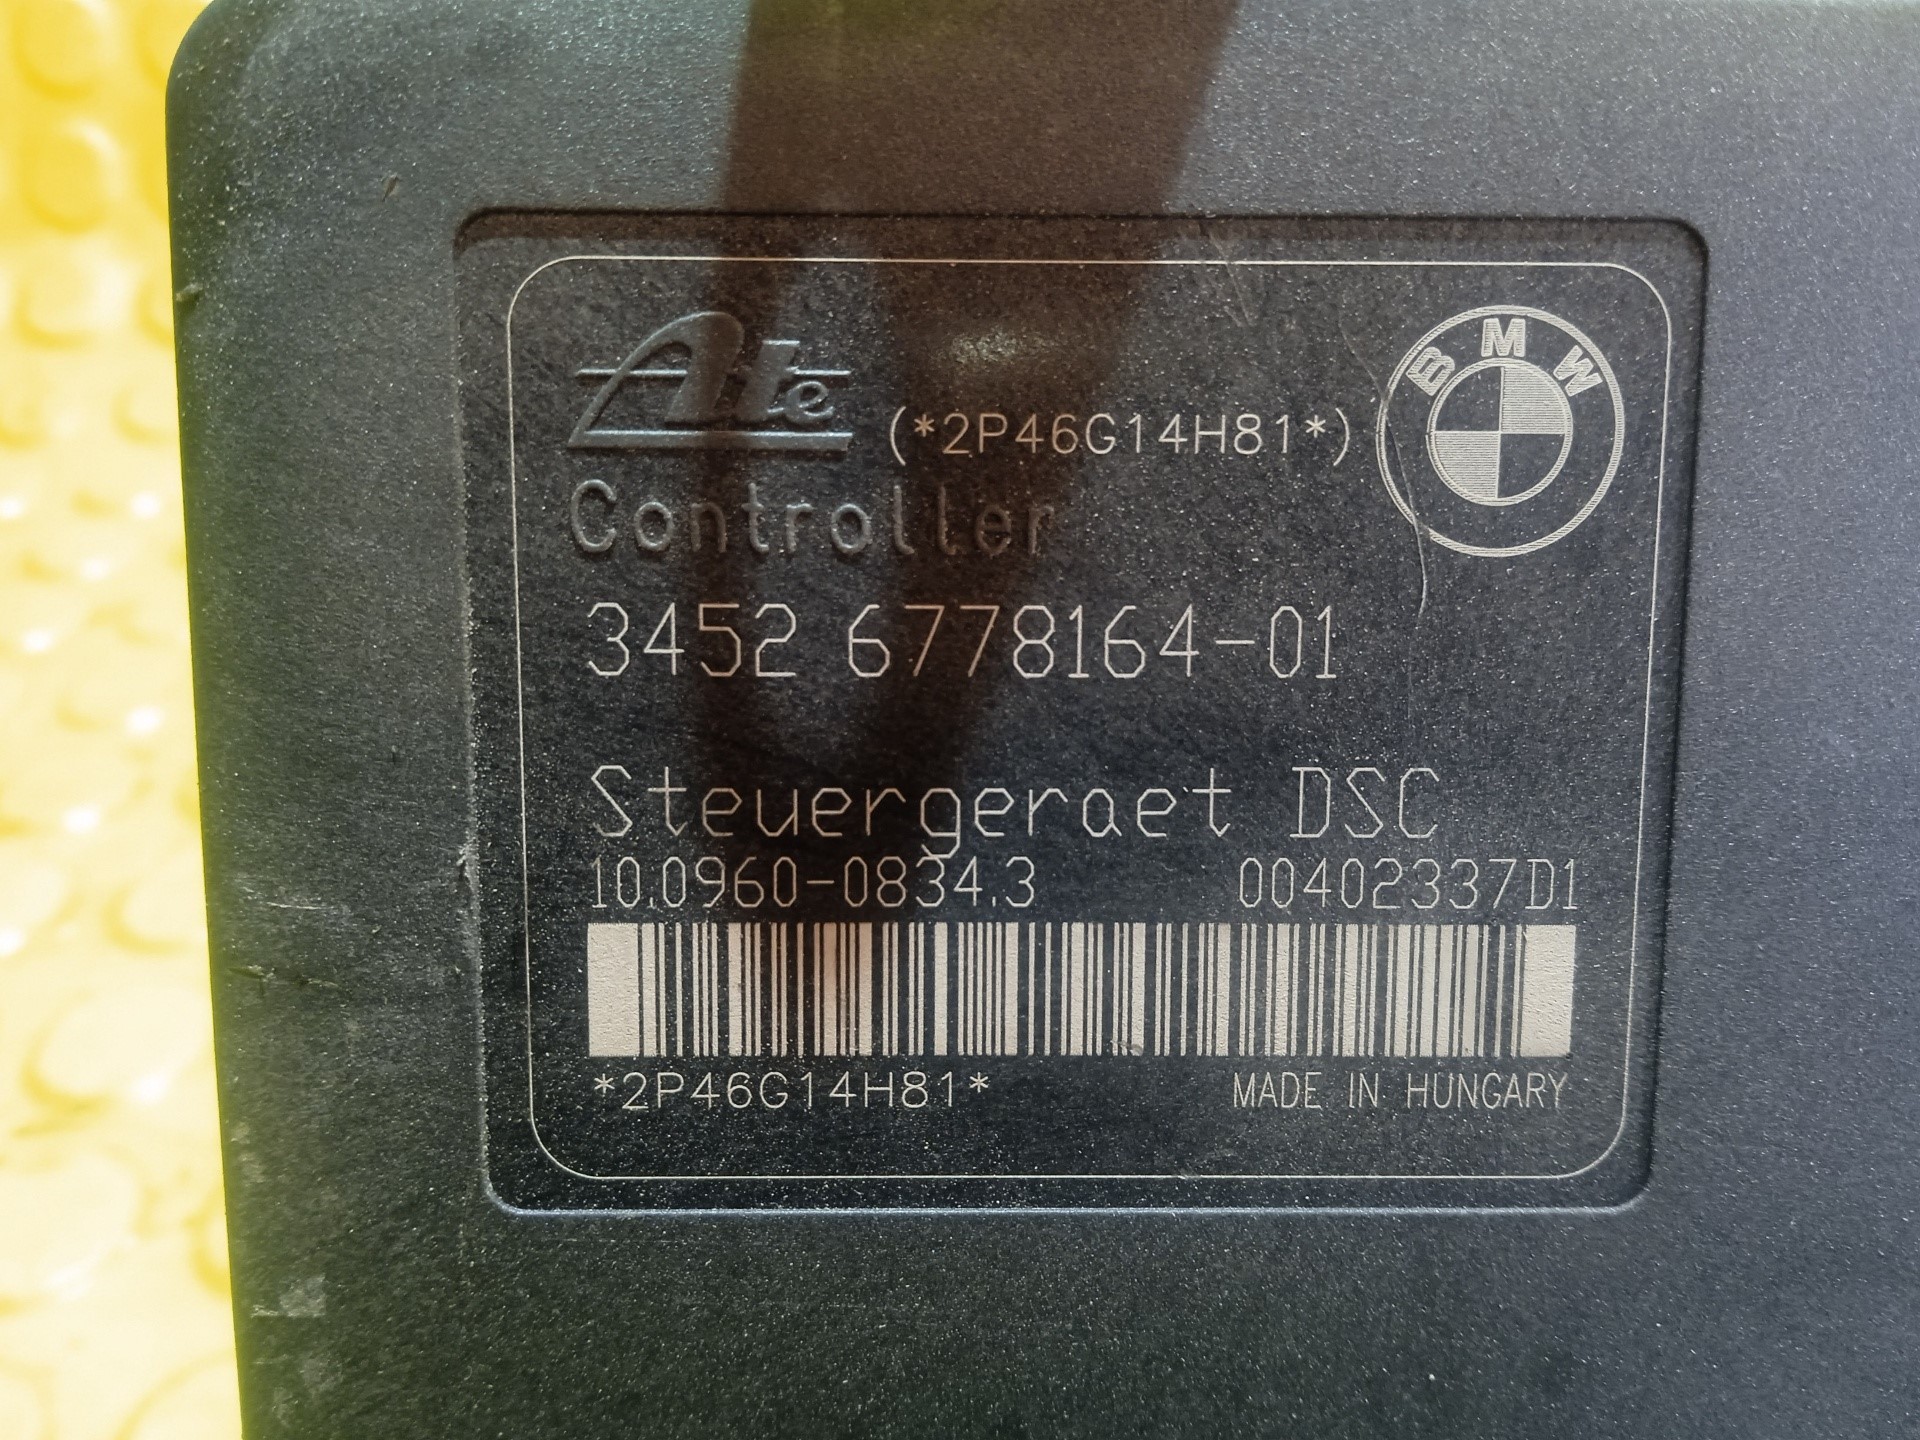 Ate (*2P46G14H81*) BMW
Controller
3452 6778164-01
Steuergeraet DSC
10.0960-0834.3 00402337D1
*2P46G14H81* MADE IN HUNGARY